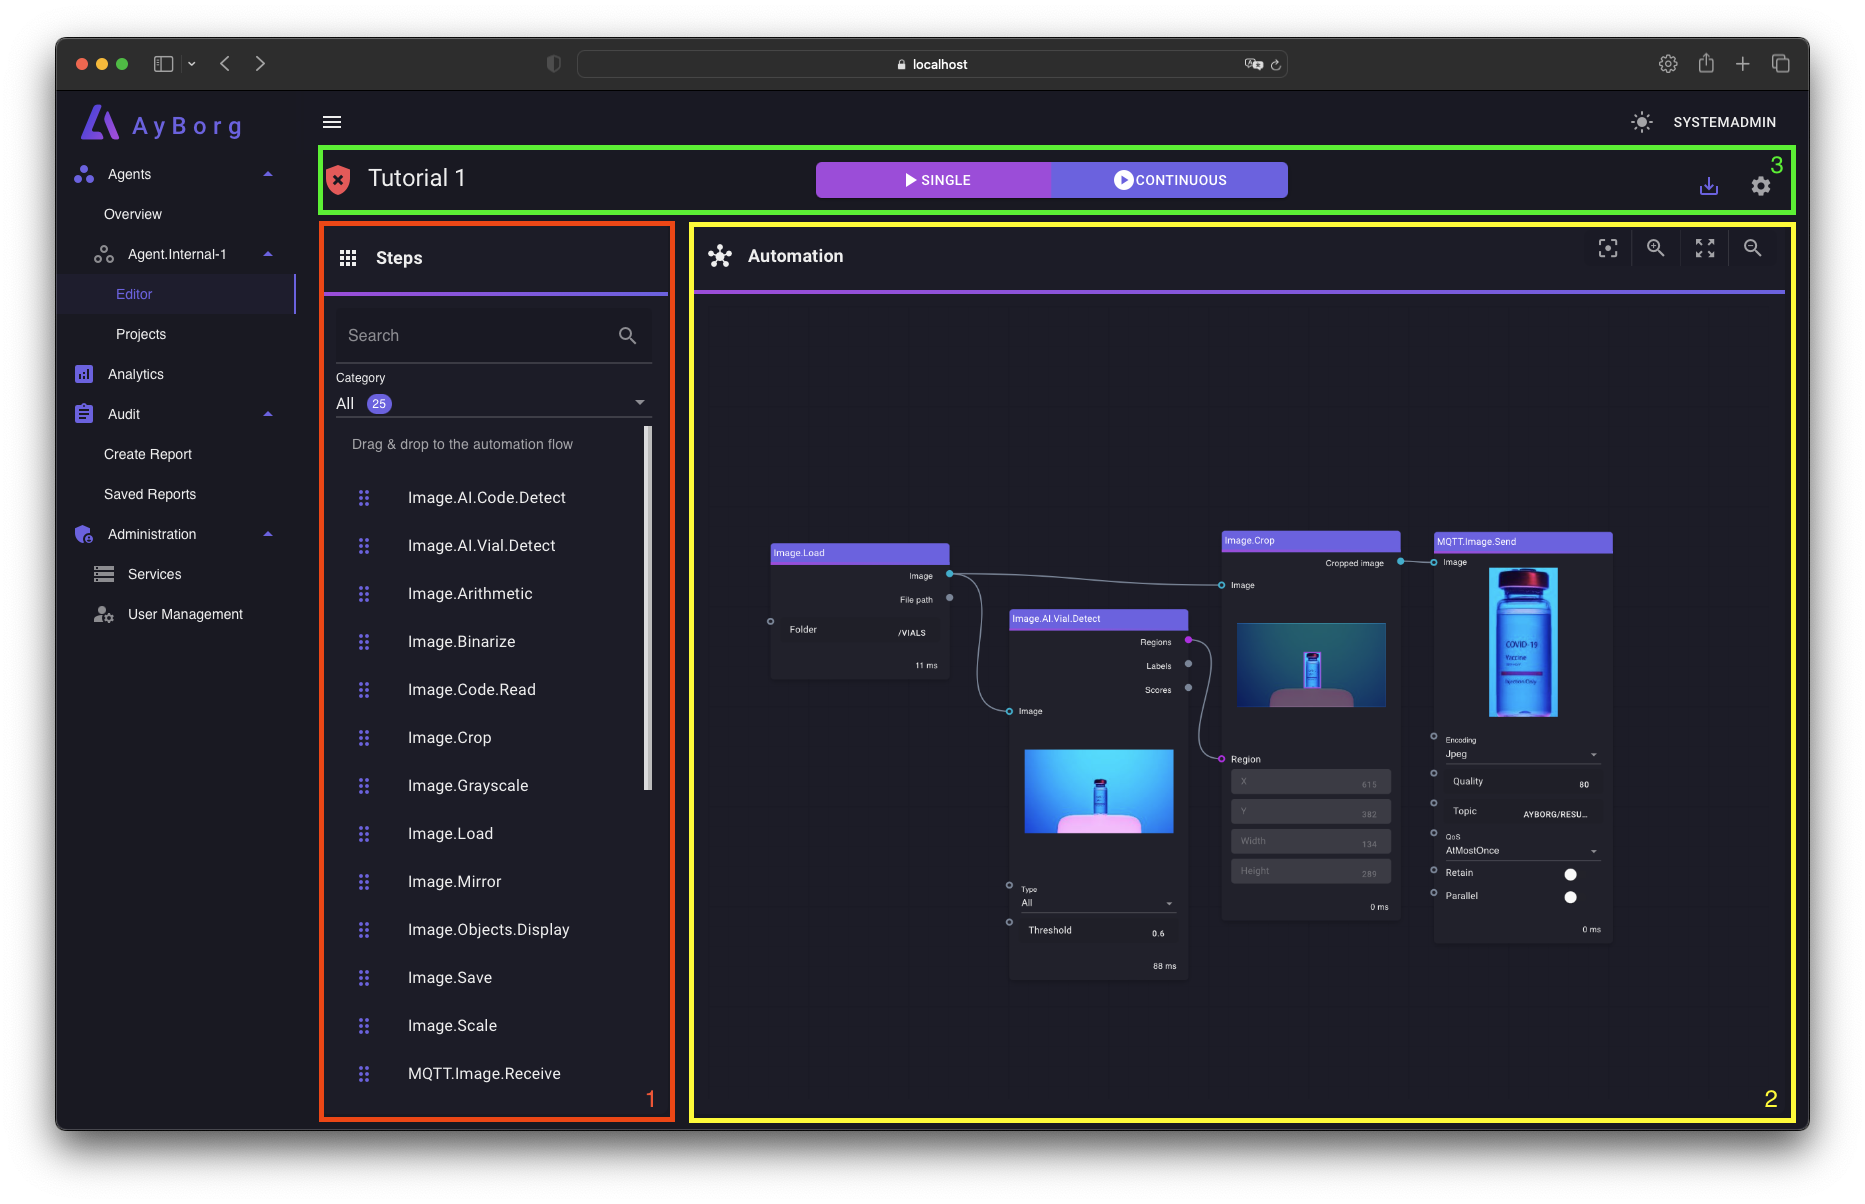 localhost
AyBorg
SYSTEMADMIN
Agents
Overview
Agent.Internal-1
Editor
Projects
Analytics
Audit
Create Report
Saved Reports
Administration
Services
User Management
Tutorial 1
SINGLE
CONTINUOUS
3
Steps
Search
Category
All 25
Drag & drop to the automation flow
Image.AI.Code.Detect
Image.AI.Vial.Detect
Image.Arithmetic
Image.Binarize
Image.Code.Read
Image.Crop
Image.Grayscale
Image.Load
Image.Mirror
Image.Objects.Display
Image.Save
Image.Scale
MQTT.Image.Receive
1
Automation
Image.Load
Image
File path
Folder /VIALS
11 ms
Image.AI.Vial.Detect
Regions
Labels
Scores
Image
Type
All
Threshold 0.6
88 ms
Image.Crop
Cropped image
Image
Region
X 615
Y 382
Width 134
Height 289
0 ms
MQTT.Image.Send
Image
COVID-19
Vaccine
Encoding
Jpeg
Quality 80
Topic AYBORG/RESU...
QoS
AtMostOnce
Retain
Parallel
0 ms
2